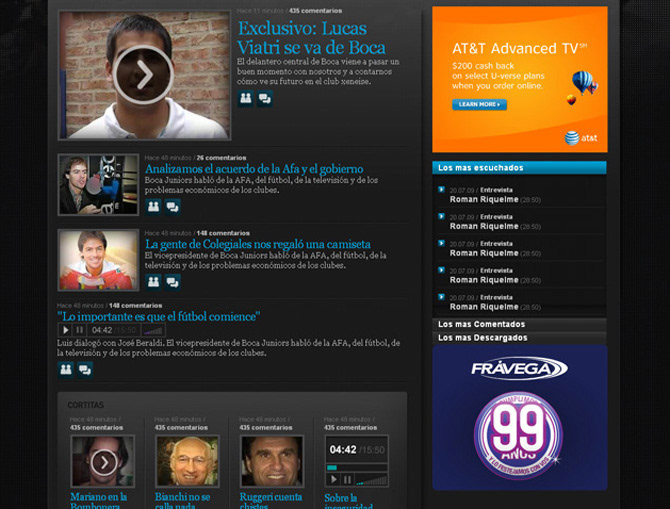 Hace 11 minutos / 435 comentarios
Exclusivo: Lucas
Viatri se va de Boca
El delantero central de Boca viene a pasar un
buen momento con nosotros y a contarnos
cómo ve su futuro en el club xeneise.
Hace 48 minutos / 26 comentarios
Analizamos el acuerdo de la Afa y el gobierno
Boca Juniors habló de la AFA, del fútbol, de la televisión y de los
problemas económicos de los clubes.
Hace 48 minutos / 148 comentarios
La gente de Colegiales nos regaló una camiseta
El vicepresidente de Boca Juniors habló de la AFA, del fútbol, de la
televisión y de los problemas económicos de los clubes.
Hace 48 minutos / 148 comentarios
"Lo importante es que el fútbol comience"
04:42 /15:50
Luis dialogó con José Beraldi. El vicepresidente de Boca Juniors habló de la AFA, del fútbol, de
la televisión y de los problemas económicos de los clubes.
CORTITAS
Hace 48 minutos /
435 comentarios
Mariano en la
Bombonera
Hace 48 minutos /
435 comentarios
Bianchi no se
calla nada
Hace 48 minutos /
435 comentarios
Ruggeri cuenta
chistes
Hace 48 minutos /
435 comentarios
04:42 /15:50
Sobre la
inseguridad
AT&T Advanced TV℠
$200 cash back
on select U-verse plans
when you order online.
LEARN MORE
at&t
Los mas escuchados
20.07.09 / Entrevista
Roman Riquelme (28:50)
20.07.09 / Entrevista
Roman Riquelme (28:50)
20.07.09 / Entrevista
Roman Riquelme (28:50)
20.07.09 / Entrevista
Roman Riquelme (28:50)
20.07.09 / Entrevista
Roman Riquelme (28:50)
Los mas Comentados
Los mas Descargados
FRÁVEGA
CUMPLIMOS
99
AÑOS
Y LO FESTEJAMOS CON VOS